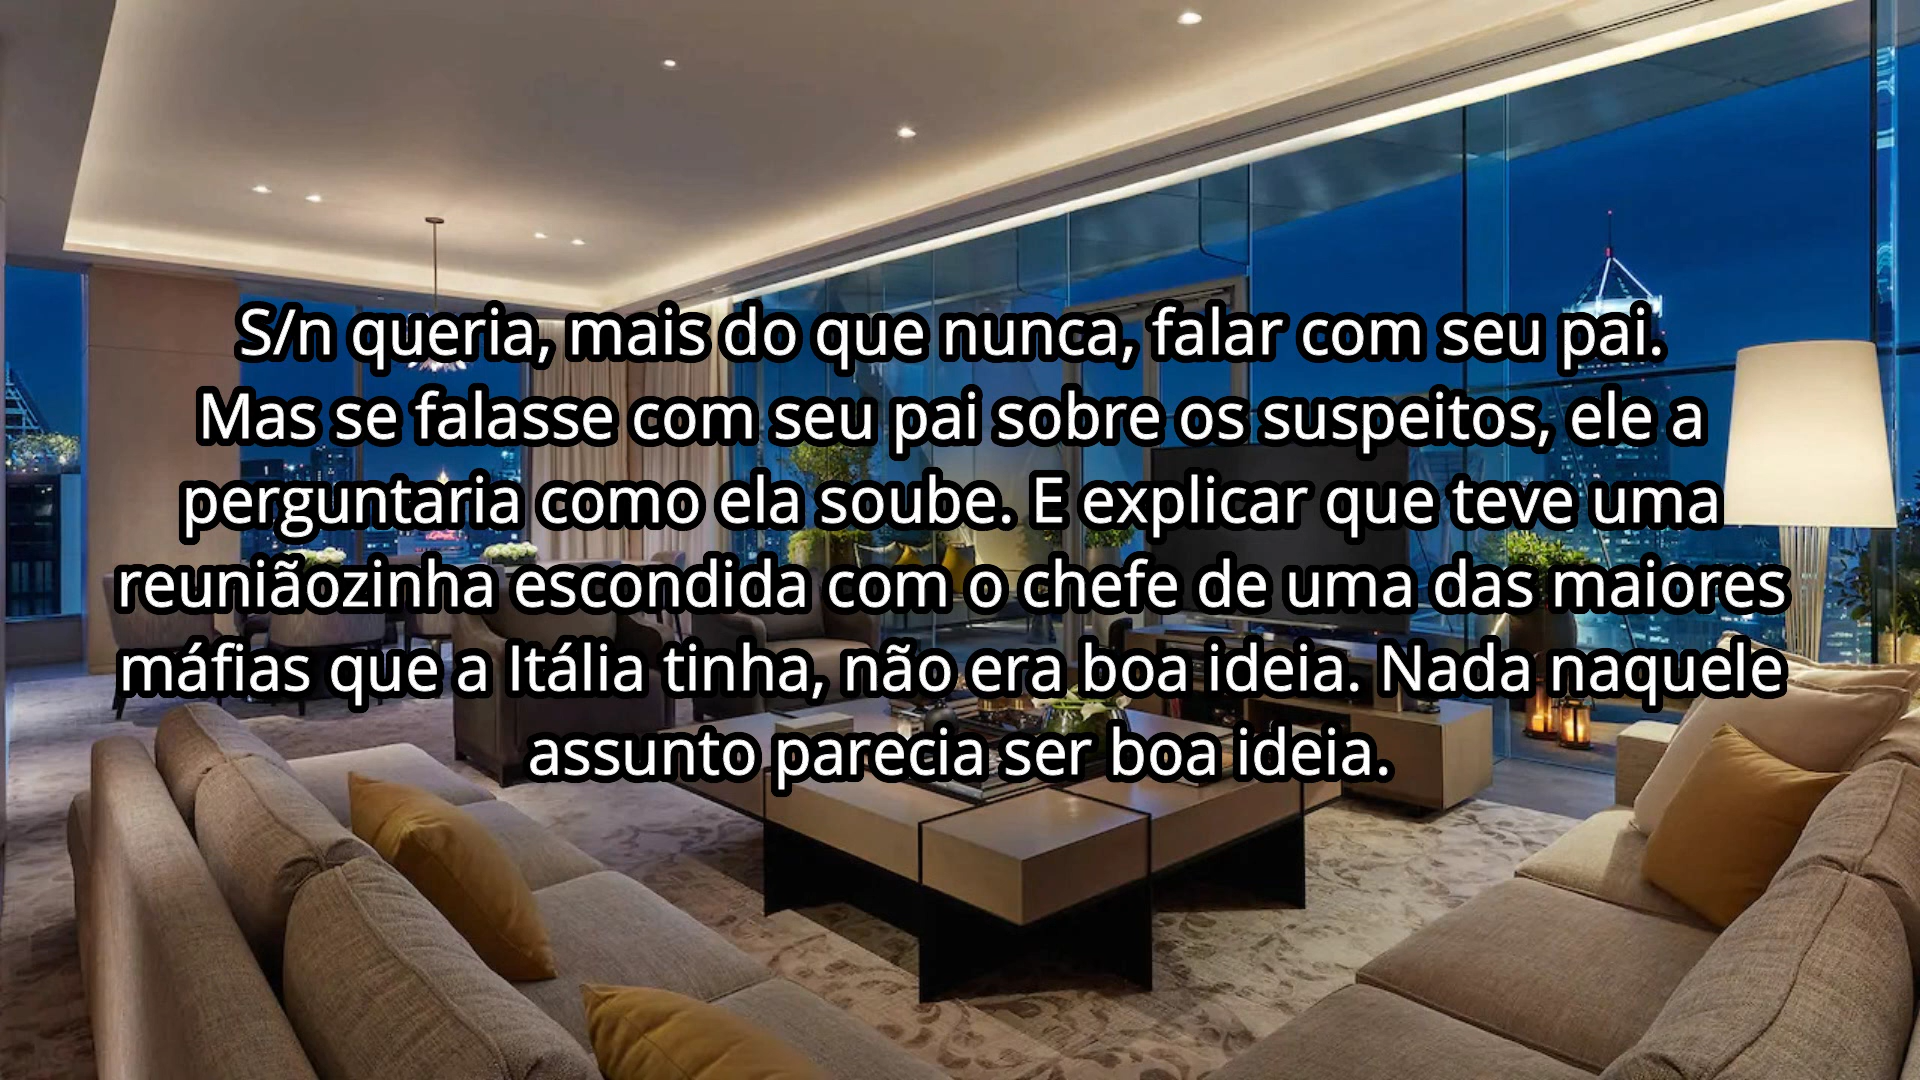 S/n queria, mais do que nunca, falar com seu pai.
Mas se falasse com seu pai sobre os suspeitos, ele a
perguntaria como ela soube. E explicar que teve uma
reuniãozinha escondida com o chefe de uma das maiores
máfias que a Itália tinha, não era boa ideia. Nada naquele
assunto parecia ser boa ideia.